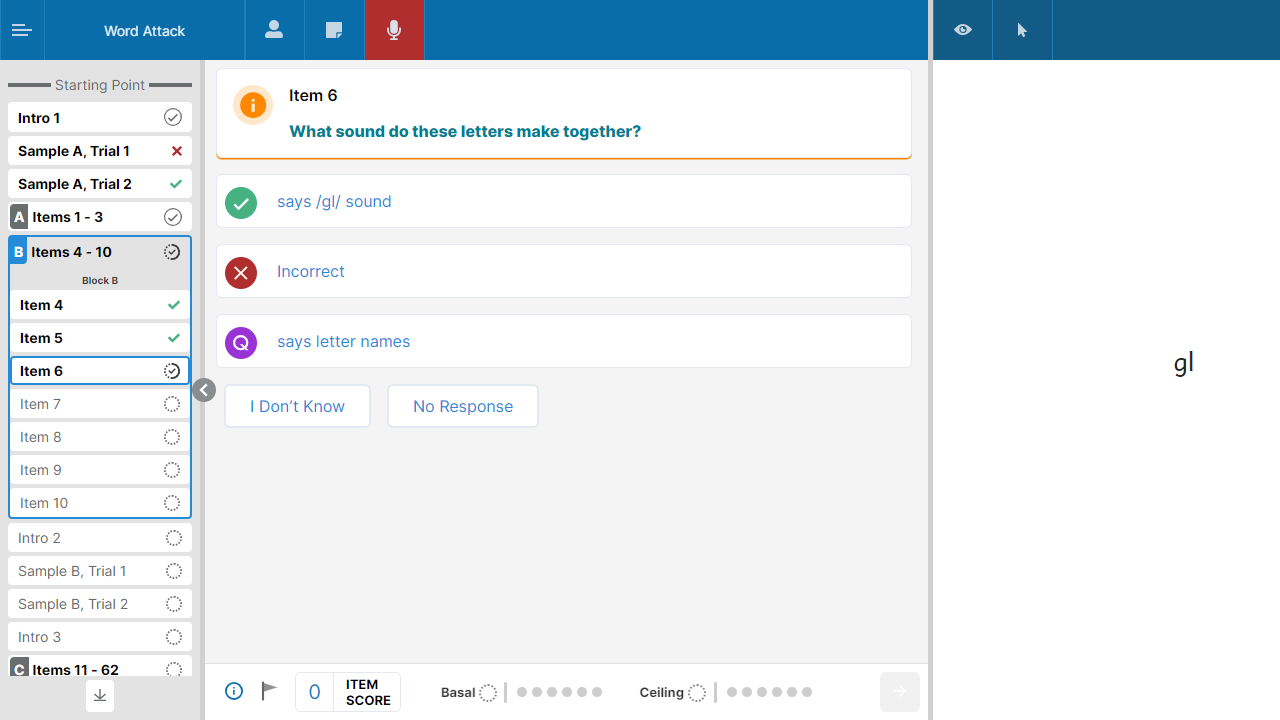 Word Attack
Starting Point
Intro 1
Sample A, Trial 1
Sample A, Trial 2
A Items 1 - 3
B Items 4 - 10
Block B
Item 4
Item 5
Item 6
Item 7
Item 8
Item 9
Item 10
Intro 2
Sample B, Trial 1
Sample B, Trial 2
Intro 3
C Items 11 - 62
Item 6
What sound do these letters make together?
says /gl/ sound
Incorrect
Q says letter names
I Don’t Know
No Response
0 ITEM SCORE
Basal
Ceiling
gl